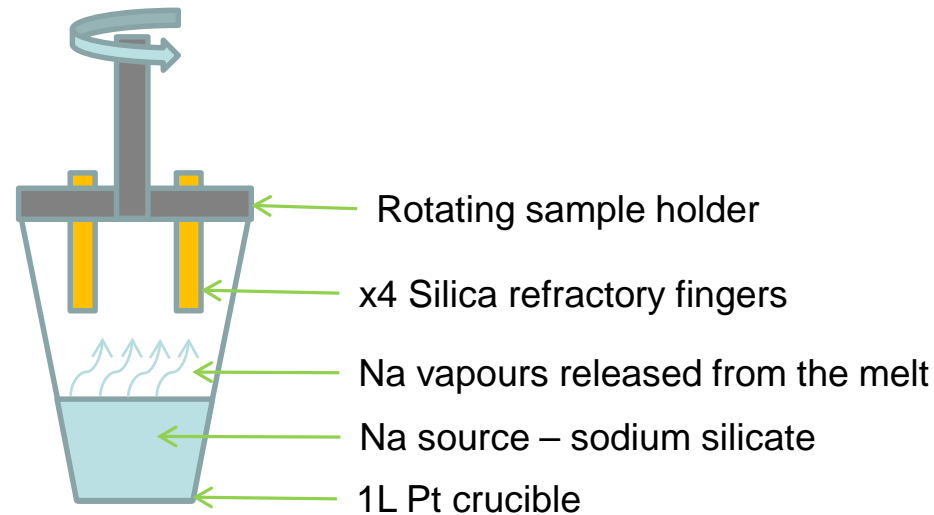 Rotating sample holder
x4 Silica refractory fingers
Na vapours released from the melt
Na source – sodium silicate
1L Pt crucible